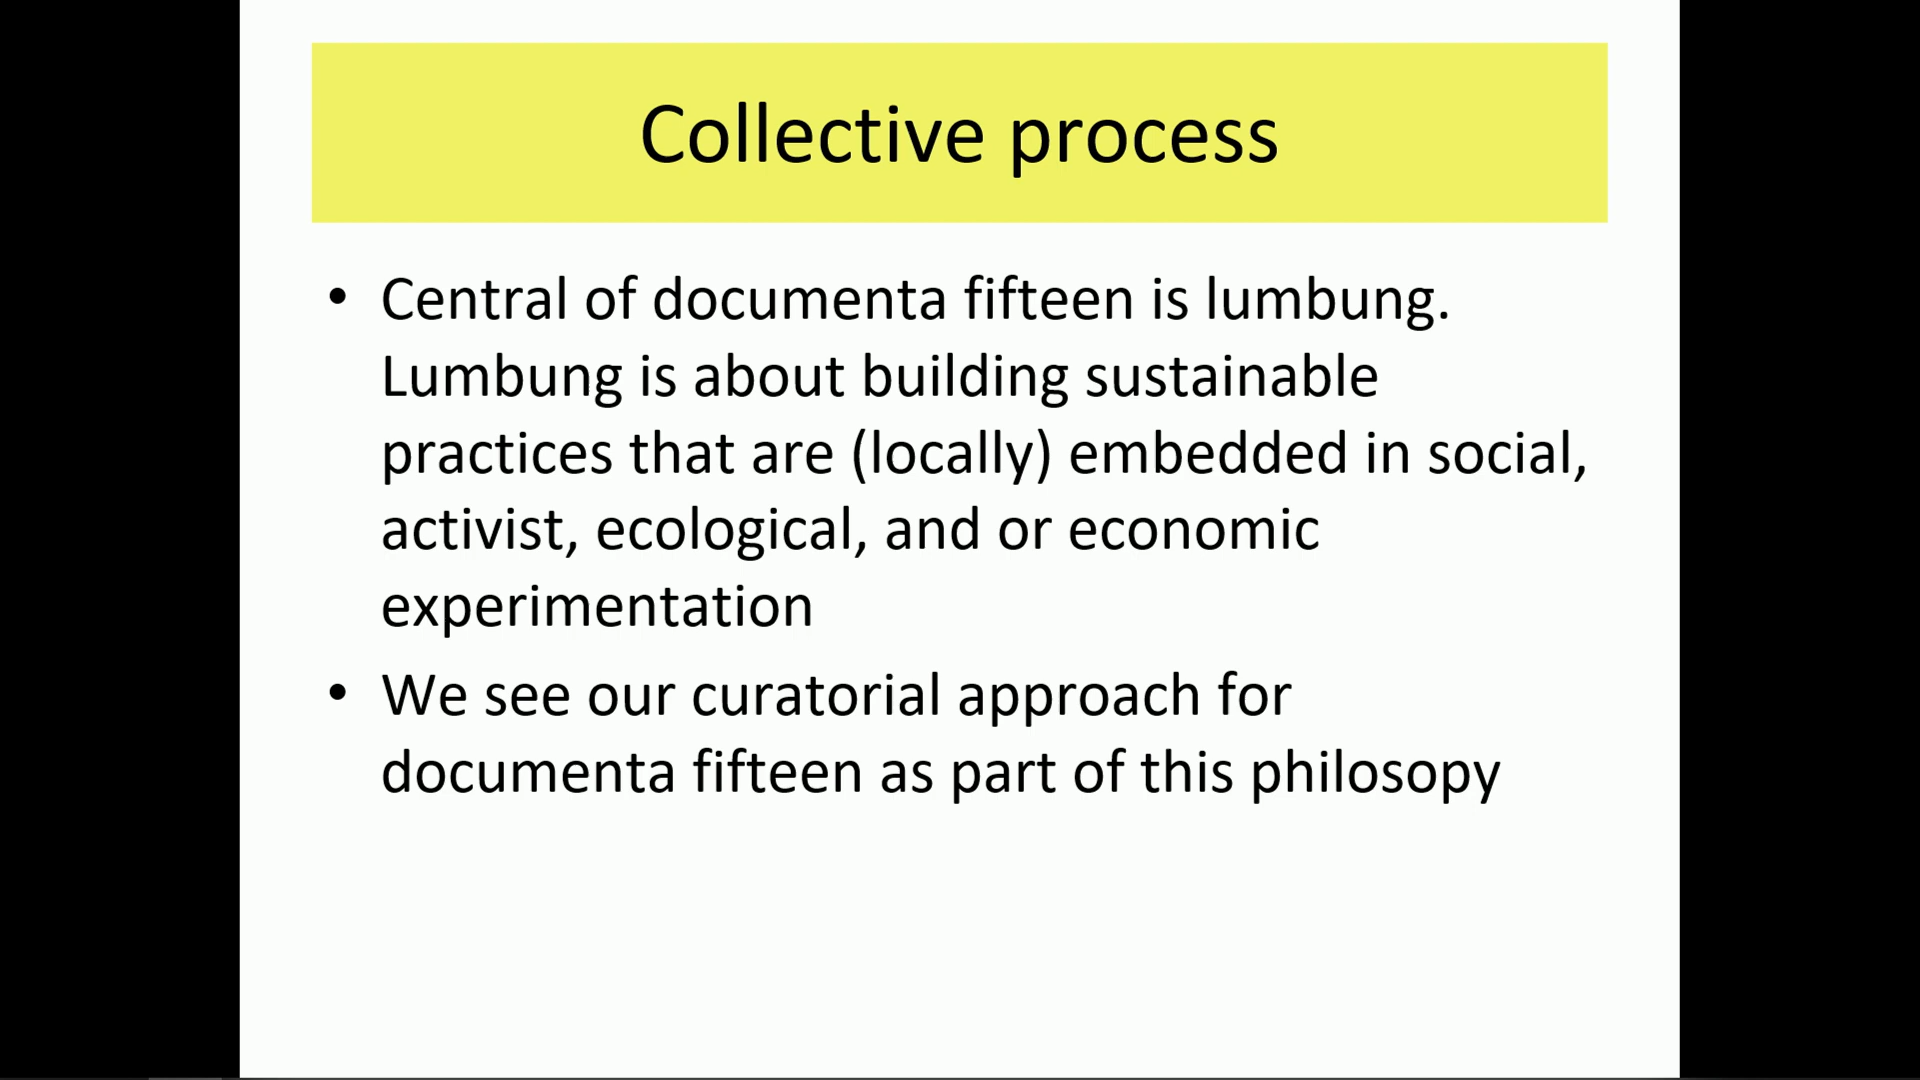 Collective process
• Central of documenta fifteen is lumbung.
Lumbung is about building sustainable
practices that are (locally) embedded in social,
activist, ecological, and or economic
experimentation
• We see our curatorial approach for
documenta fifteen as part of this philosopy